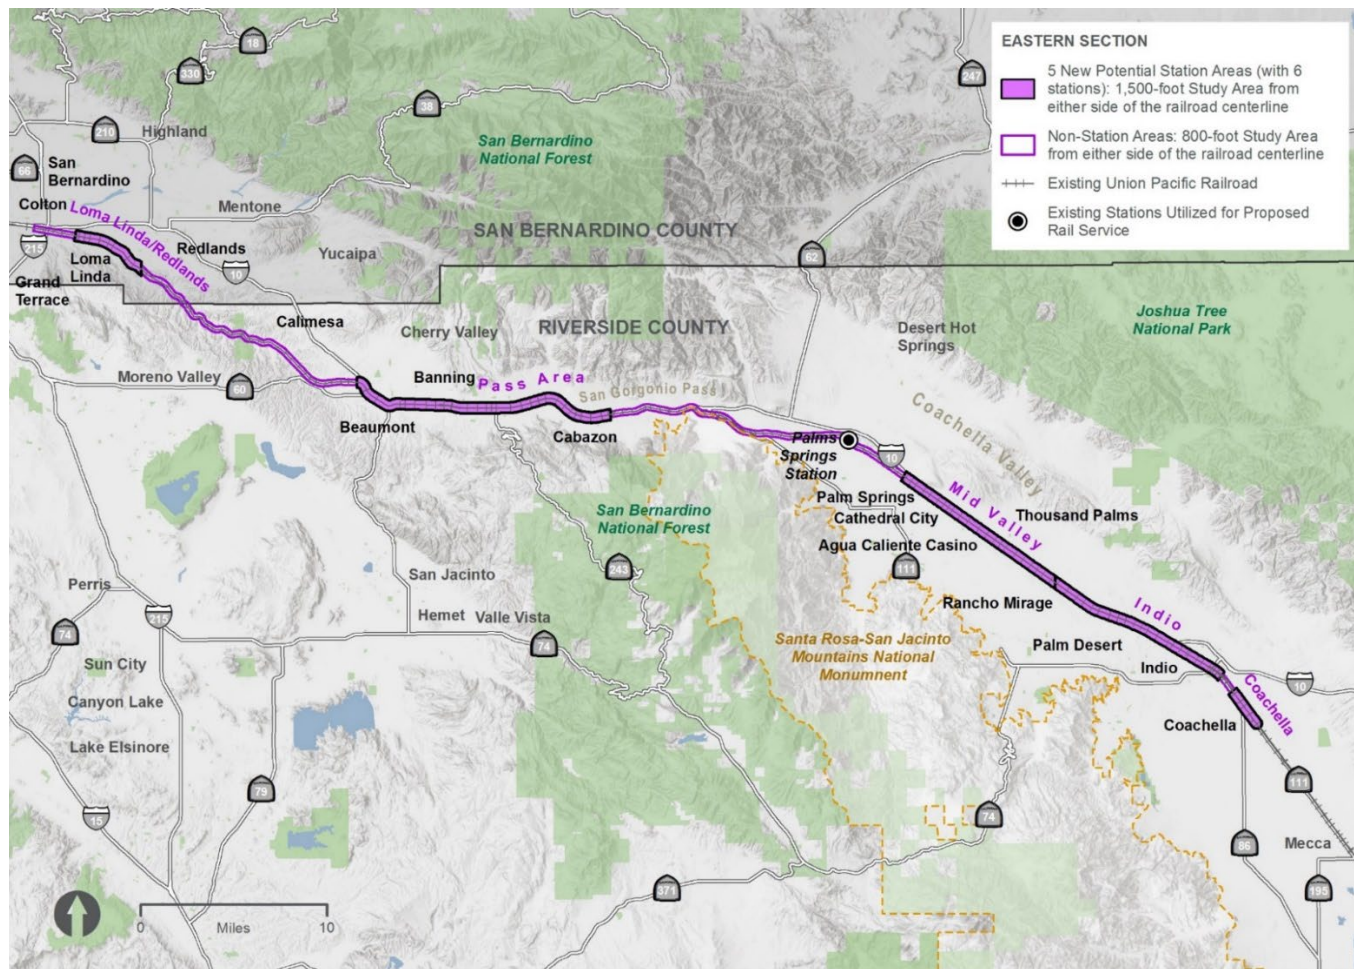 EASTERN SECTION
5 New Potential Station Areas (with 6
stations): 1,500-foot Study Area from
either side of the railroad centerline
Non-Station Areas: 800-foot Study Area
from either side of the railroad centerline
Existing Union Pacific Railroad
Existing Stations Utilized for Proposed
Rail Service
18
330
247
38
210
Highland
San Bernardino
National Forest
66
San
Bernardino
Colton
Loma Linda/Redlands
Mentone
SAN BERNARDINO COUNTY
215
Redlands
Yucaipa
62
Loma
Linda
10
Grand
Terrace
Calimesa
Cherry Valley
RIVERSIDE COUNTY
Desert Hot
Springs
Joshua Tree
National Park
Moreno Valley
60
Banning
Pass Area
San Gorgonio Pass
Coachella Valley
Beaumont
Cabazon
Palms
Springs
Station
10
Palm Springs
Mid Valley
Cathedral City
Thousand Palms
San Bernardino
National Forest
Agua Caliente Casino
243
111
San Jacinto
Perris
Rancho Mirage
Indio
215
Hemet
Valle Vista
74
74
Santa Rosa-San Jacinto
Mountains National
Monumnent
Palm Desert
Sun City
Indio
10
Canyon Lake
Coachella
Coachella
Lake Elsinore
79
111
15
74
86
Mecca
371
195
0
Miles
10